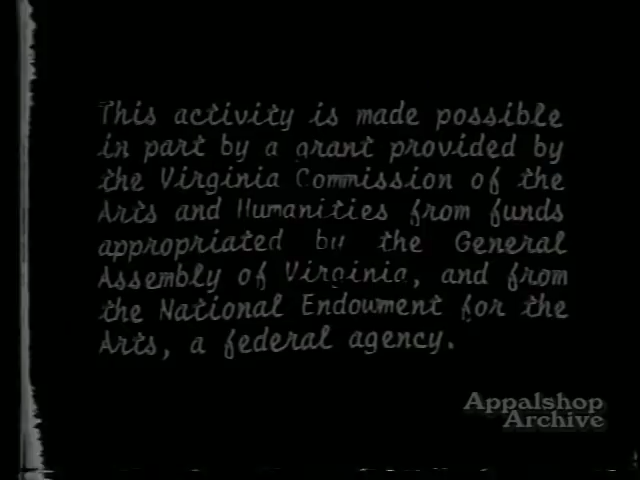 This activity is made possible
in part by a grant provided by
the Virginia Commission of the
Arts and Humanities from funds
appropriated by the General
Assembly of Virginia, and from
the National Endowment for the
Arts, a federal agency.
Appalshop
Archive